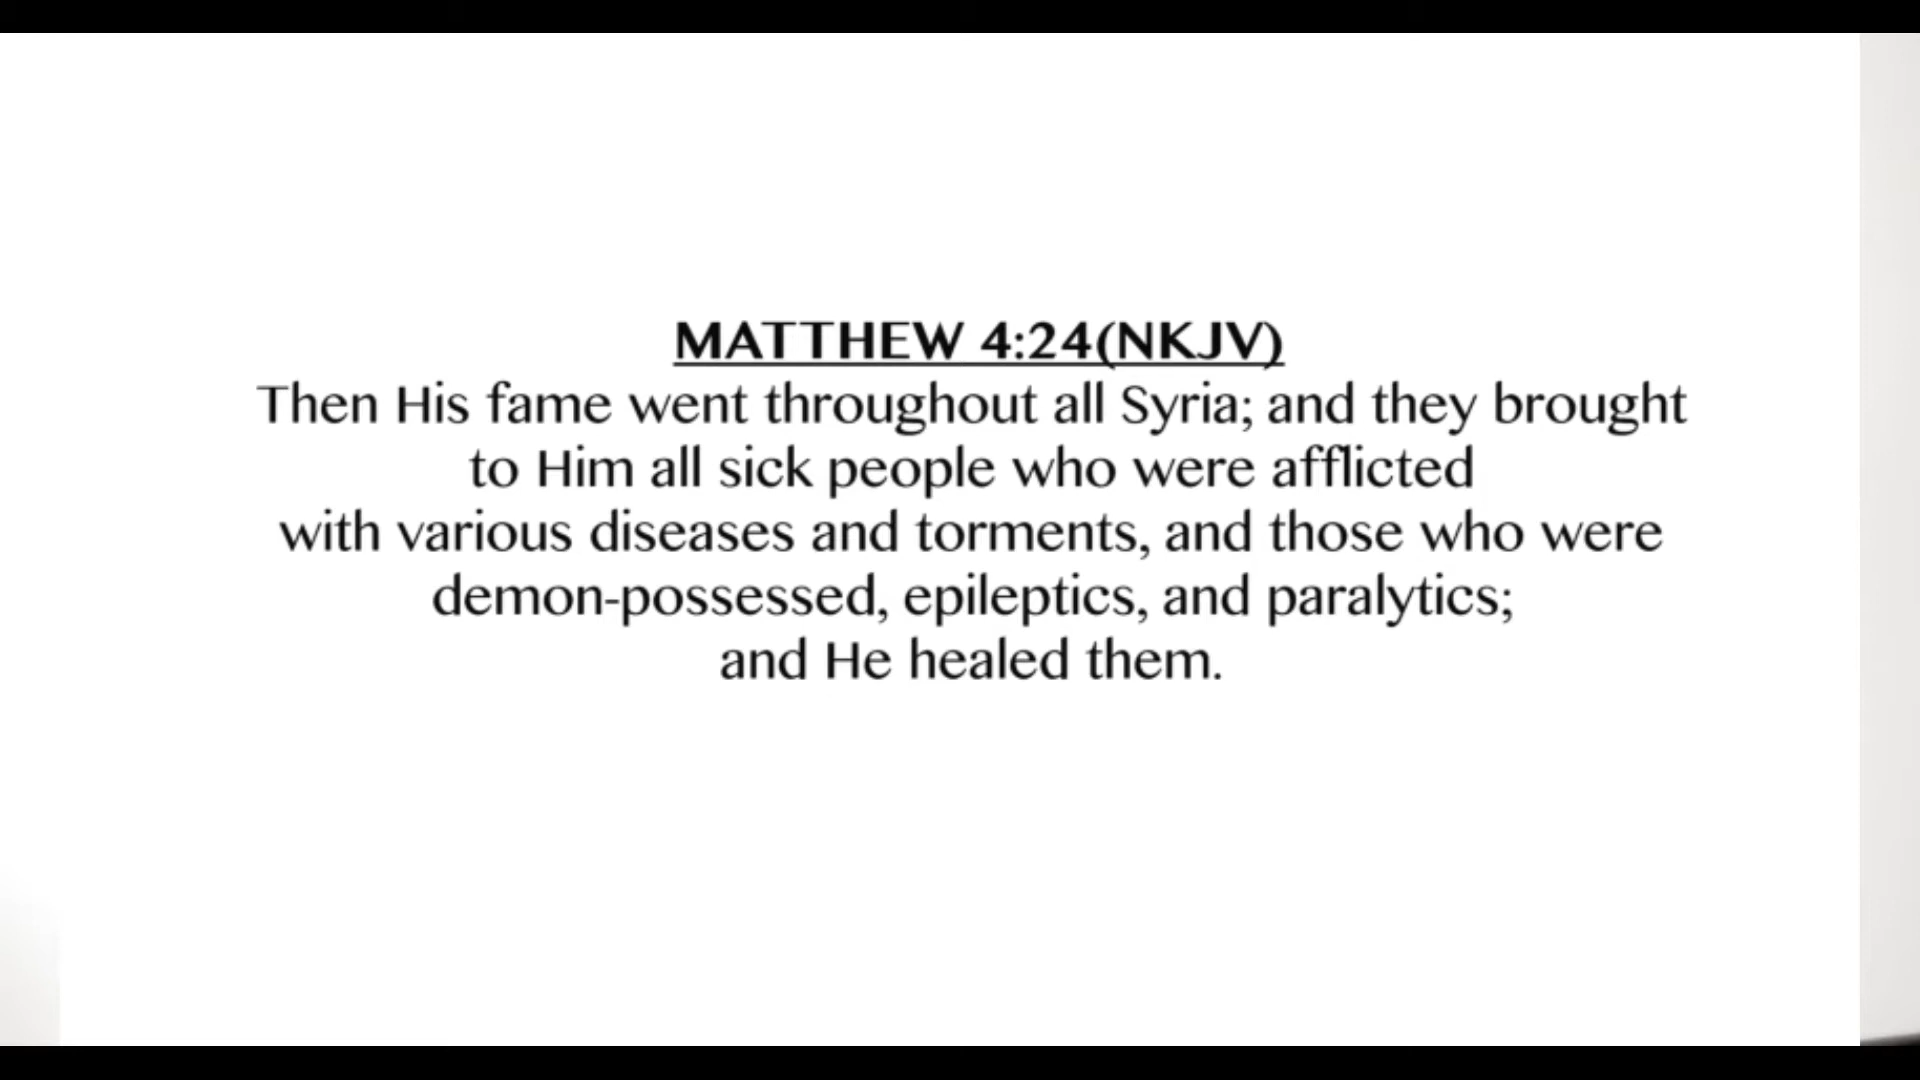 MATTHEW 4:24(NKJV)
Then His fame went throughout all Syria; and they brought
to Him all sick people who were afflicted
with various diseases and torments, and those who were
demon-possessed, epileptics, and paralytics;
and He healed them.